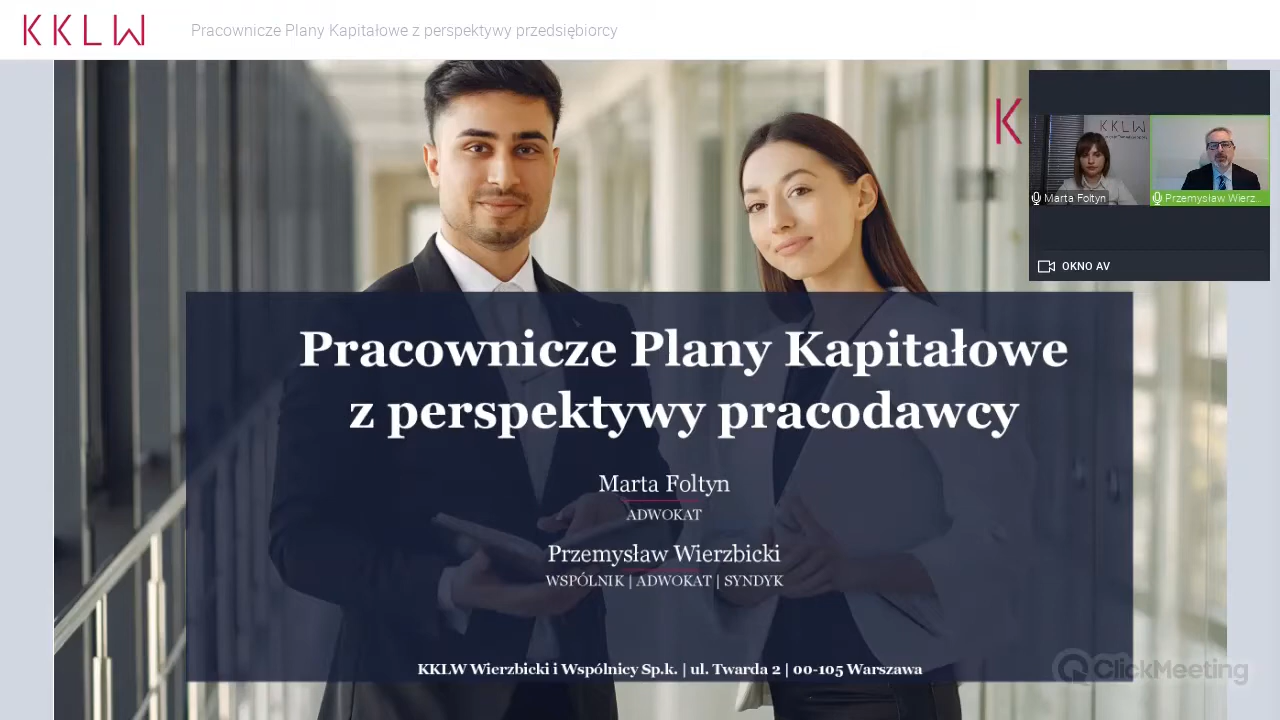 KKLW
Pracownicze Plany Kapitałowe z perspektywy przedsiębiorcy
K
KKLW
Marta Foltyn
Przemysław Wierz...
OKNO AV
Pracownicze Plany Kapitałowe
z perspektywy pracodawcy
Marta Foltyn
ADWOKAT
Przemysław Wierzbicki
WSPÓLNIK | ADWOKAT | SYNDYK
KKLW Wierzbicki i Wspólnicy Sp.k. | ul. Twarda 2 | 00-105 Warszawa
ClickMeeting